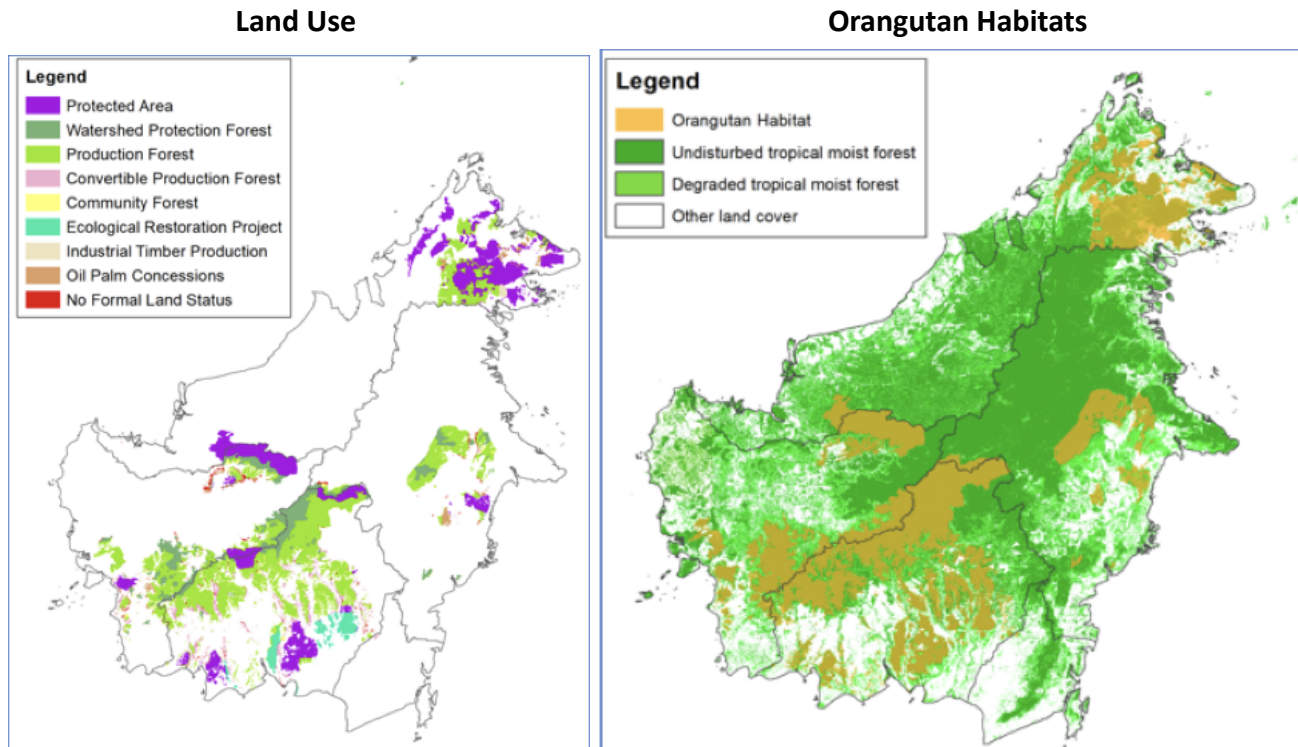 Land Use
Legend
Protected Area
Watershed Protection Forest
Production Forest
Convertible Production Forest
Community Forest
Ecological Restoration Project
Industrial Timber Production
Oil Palm Concessions
No Formal Land Status
Orangutan Habitats
Legend
Orangutan Habitat
Undisturbed tropical moist forest
Degraded tropical moist forest
Other land cover